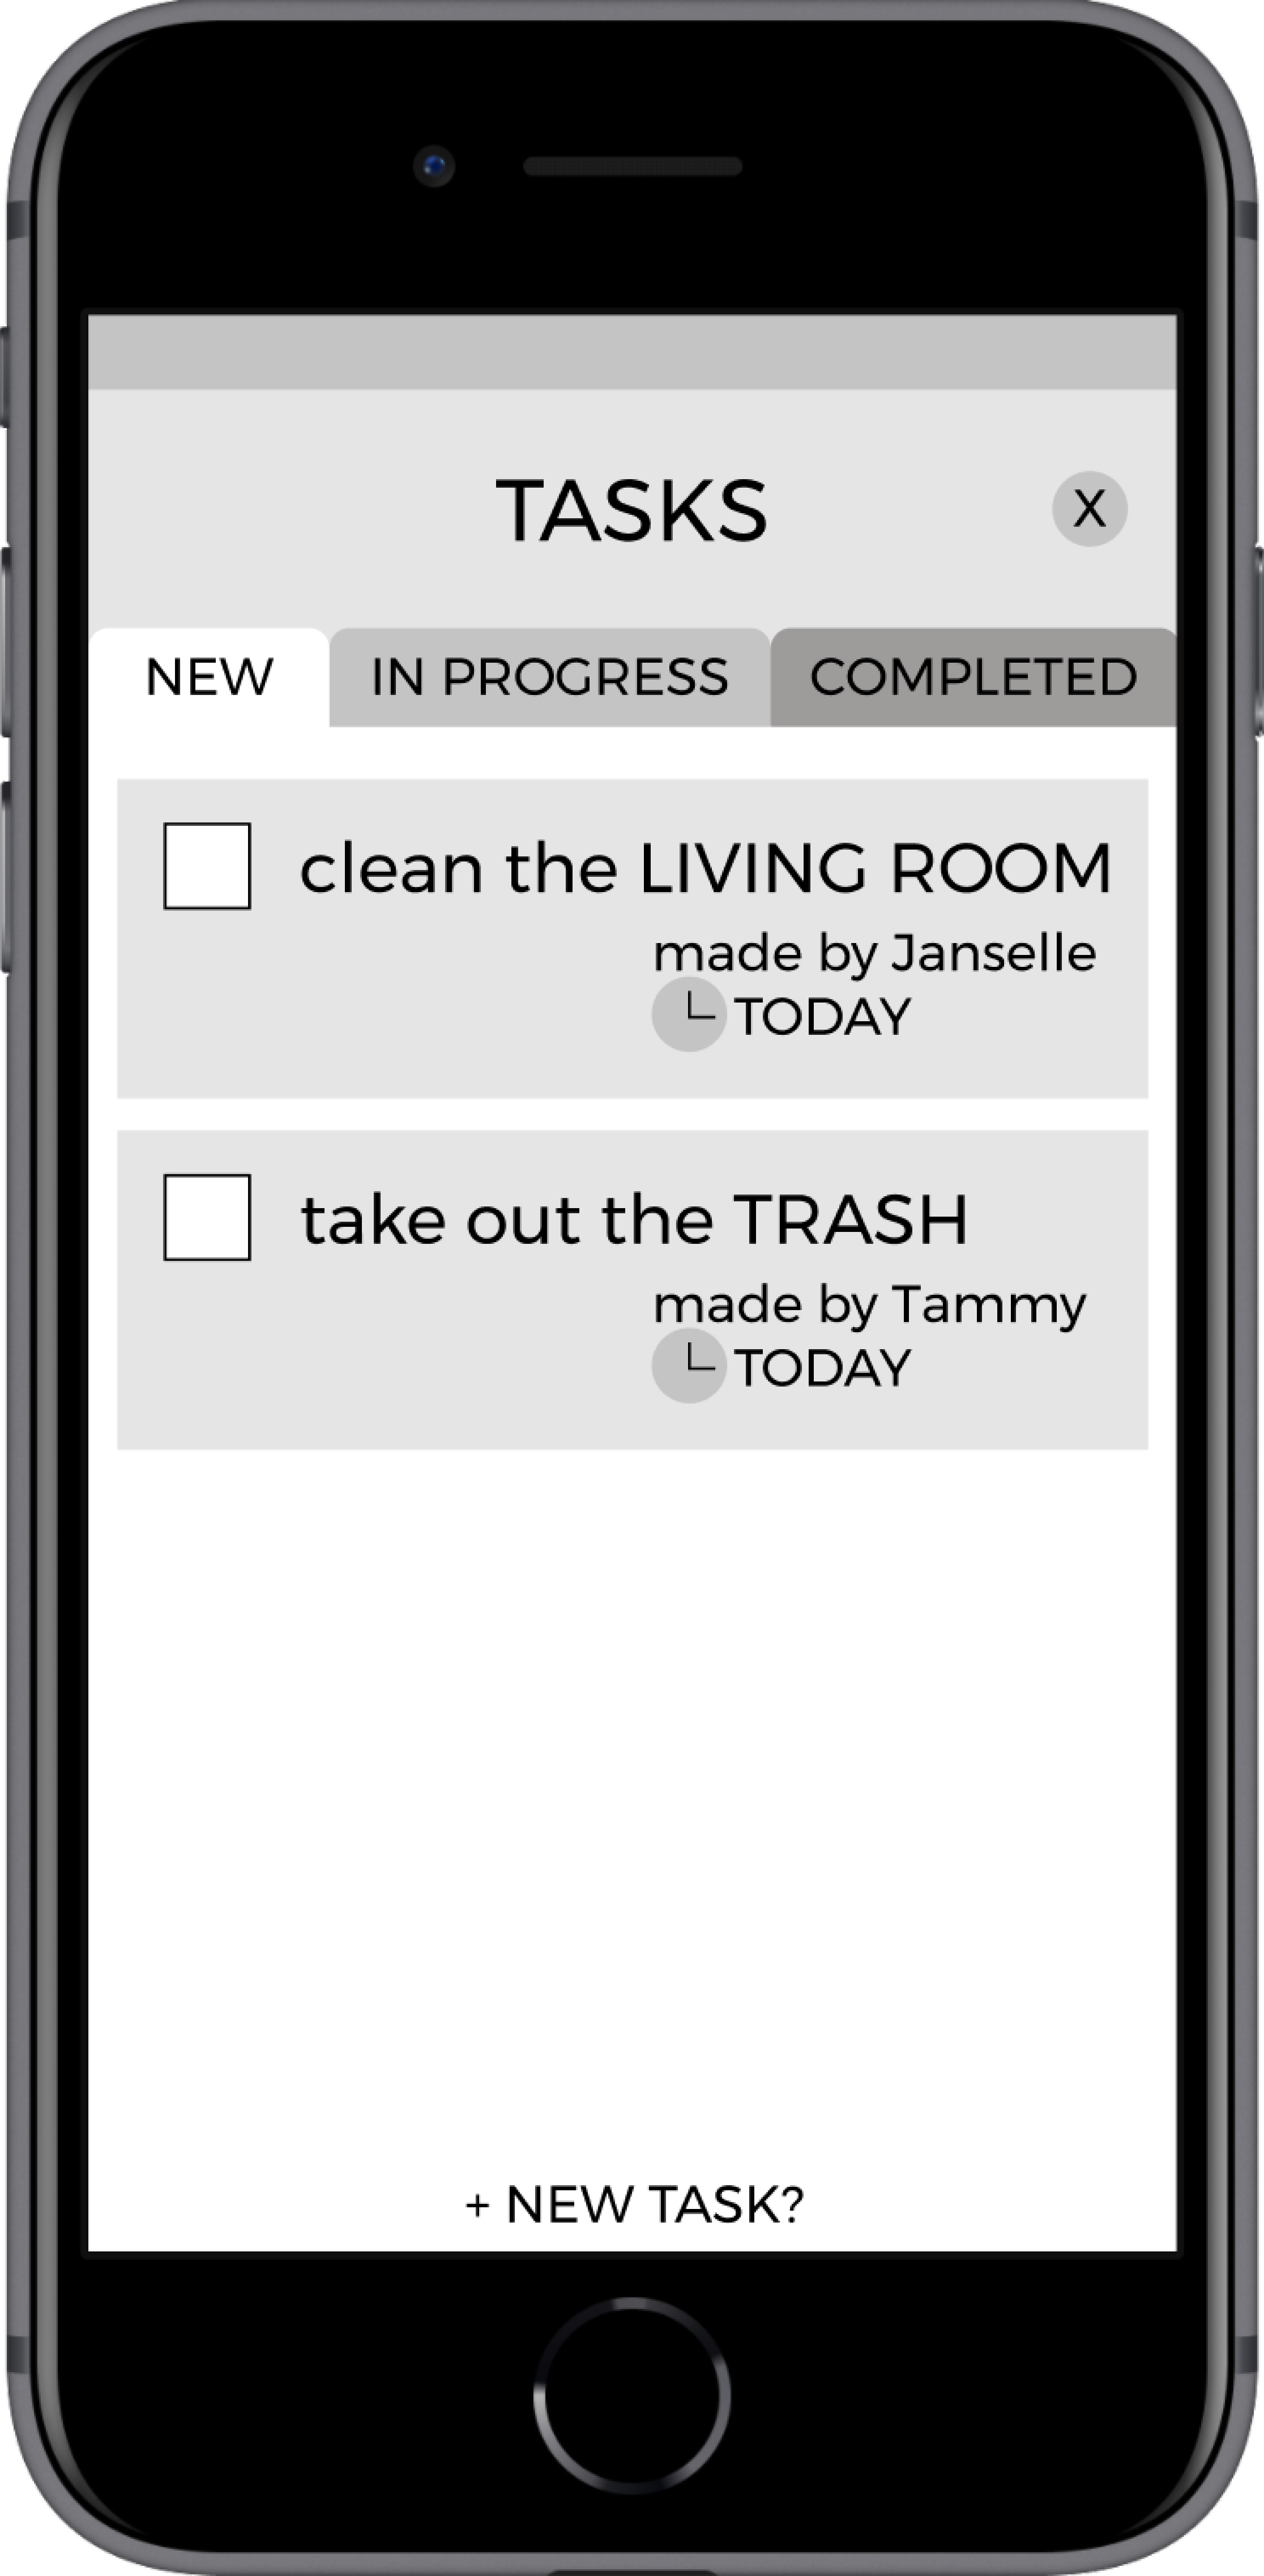 TASKS
X
NEW
IN PROGRESS
COMPLETED
clean the LIVING ROOM
made by Janselle
TODAY
take out the TRASH
made by Tammy
TODAY
+ NEW TASK?